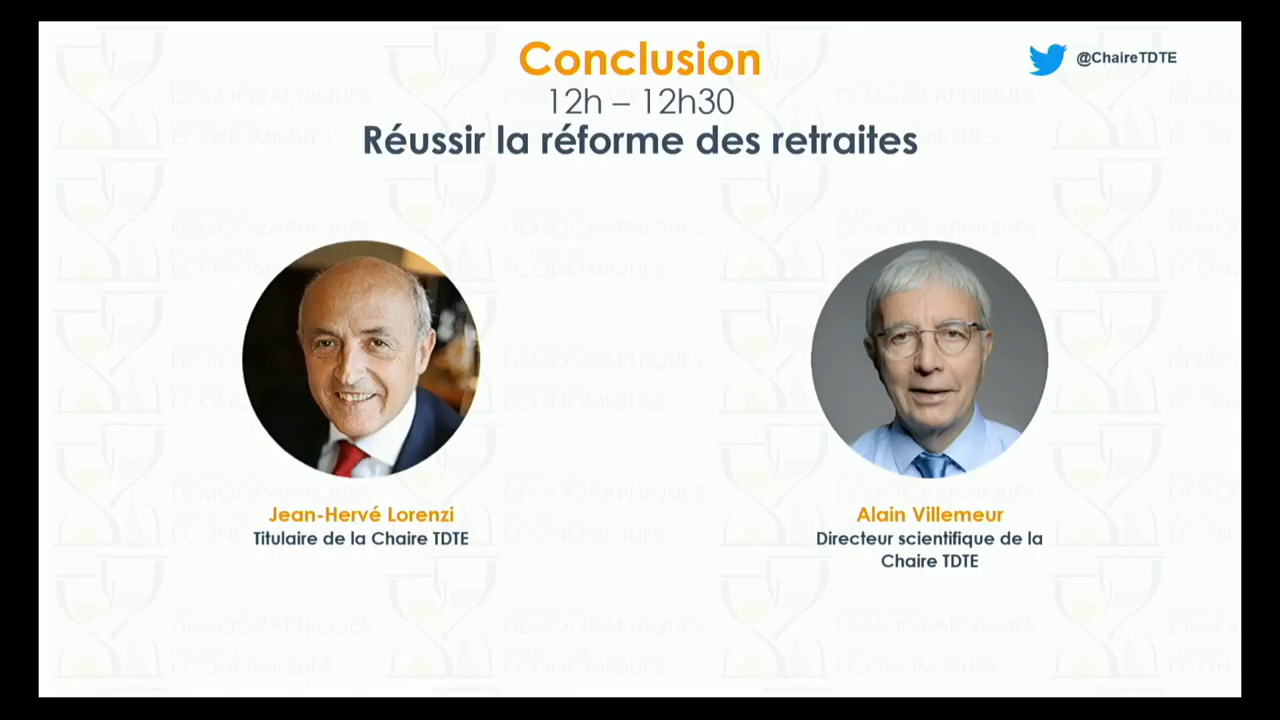 Conclusion
@ChaireTDTE
12h – 12h30
Réussir la réforme des retraites
Jean-Hervé Lorenzi
Titulaire de la Chaire TDTE
Alain Villemeur
Directeur scientifique de la
Chaire TDTE